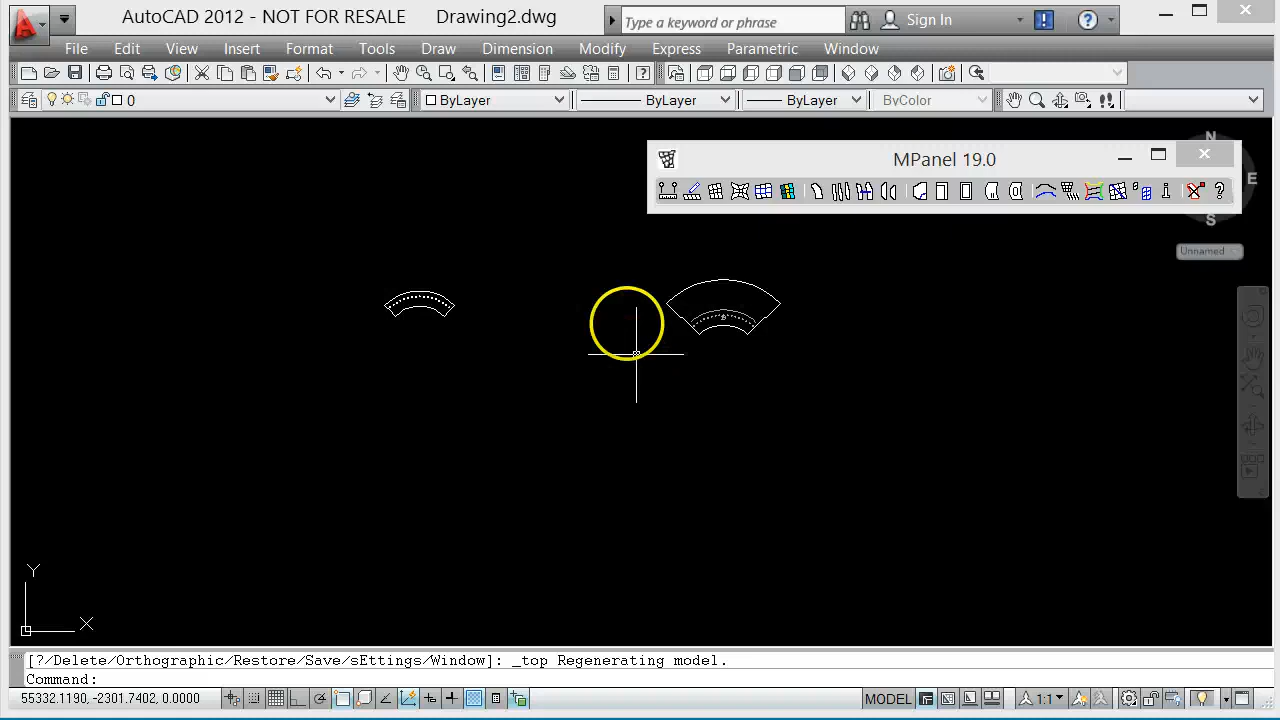 AutoCAD 2012 - NOT FOR RESALE Drawing2.dwg
Type a keyword or phrase
Sign In
File Edit View Insert Format Tools Draw Dimension Modify Express Parametric Window
0 ByLayer ByLayer ByLayer ByColor
MPanel 19.0
N
E
S
Unnamed
Y
X
[?/Delete/Orthographic/Restore/Save/sEttings/Window]: _top Regenerating model.
Command:
55332.1190, -2301.7402, 0.0000 MODEL 1:1